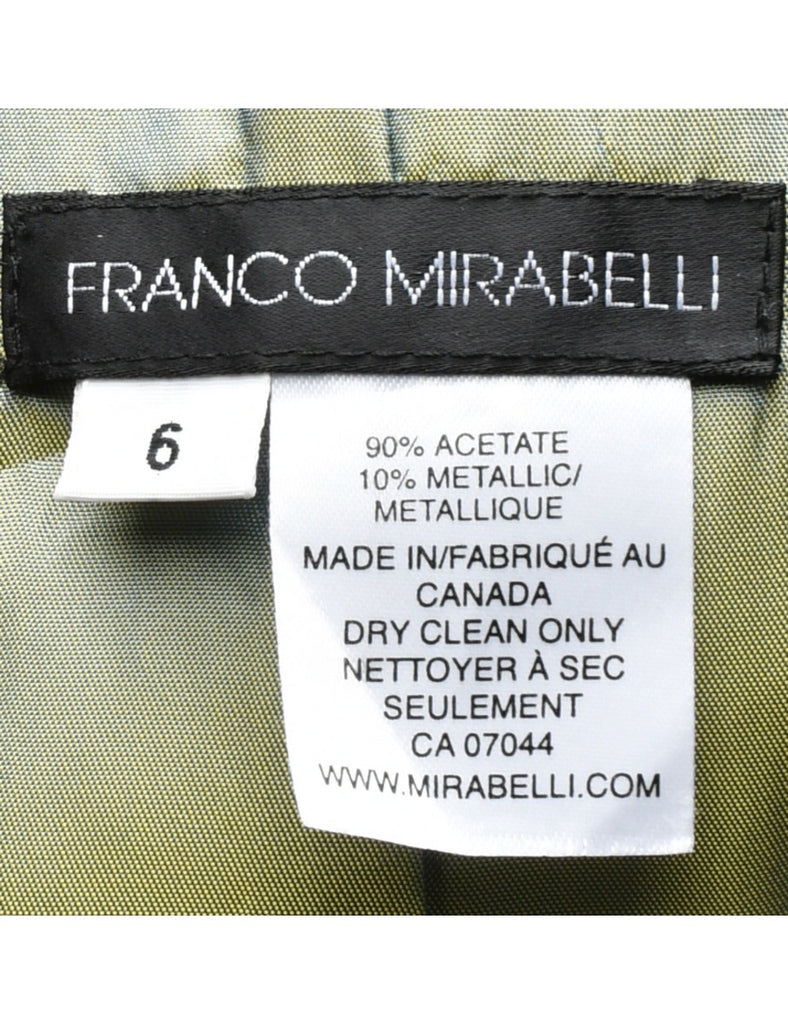 FRANCO MIRABELLI
6
90% ACETATE
10% METALLIC/
METALLIQUE
MADE IN/FABRIQUÉ AU
CANADA
DRY CLEAN ONLY
NETTOYER À SEC
SEULEMENT
CA 07044
WWW.MIRABELLI.COM